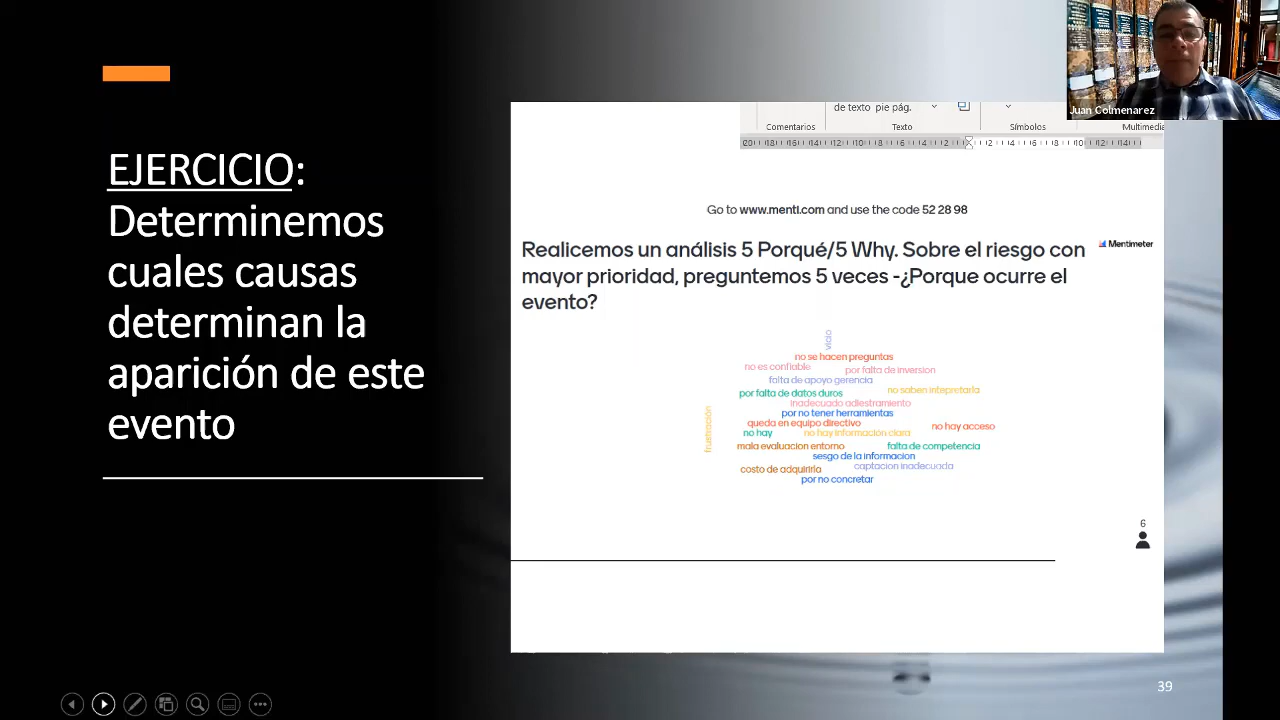 Juan Colmenarez
de texto pie pág.
Comentarios Texto Símbolos Multimedia
EJERCICIO:
Determinemos
cuales causas
determinan la
aparición de este
evento
Go to www.menti.com and use the code 52 28 98
Mentimeter
Realicemos un análisis 5 Porqué/5 Why. Sobre el riesgo con
mayor prioridad, preguntemos 5 veces -¿Porque ocurre el
evento?
vicio
no se hacen preguntas
no es confiable
por falta de inversion
falta de apoyo gerencia
no saben intepretarla
por falta de datos duros
inadecuado adiestramiento
por no tener herramientas
frustración
queda en equipo directivo
no hay acceso
no hay
no hay información clara
mala evaluacion entorno
falta de competencia
sesgo de la informacion
costo de adquirirla
captacion inadecuada
por no concretar
6
39